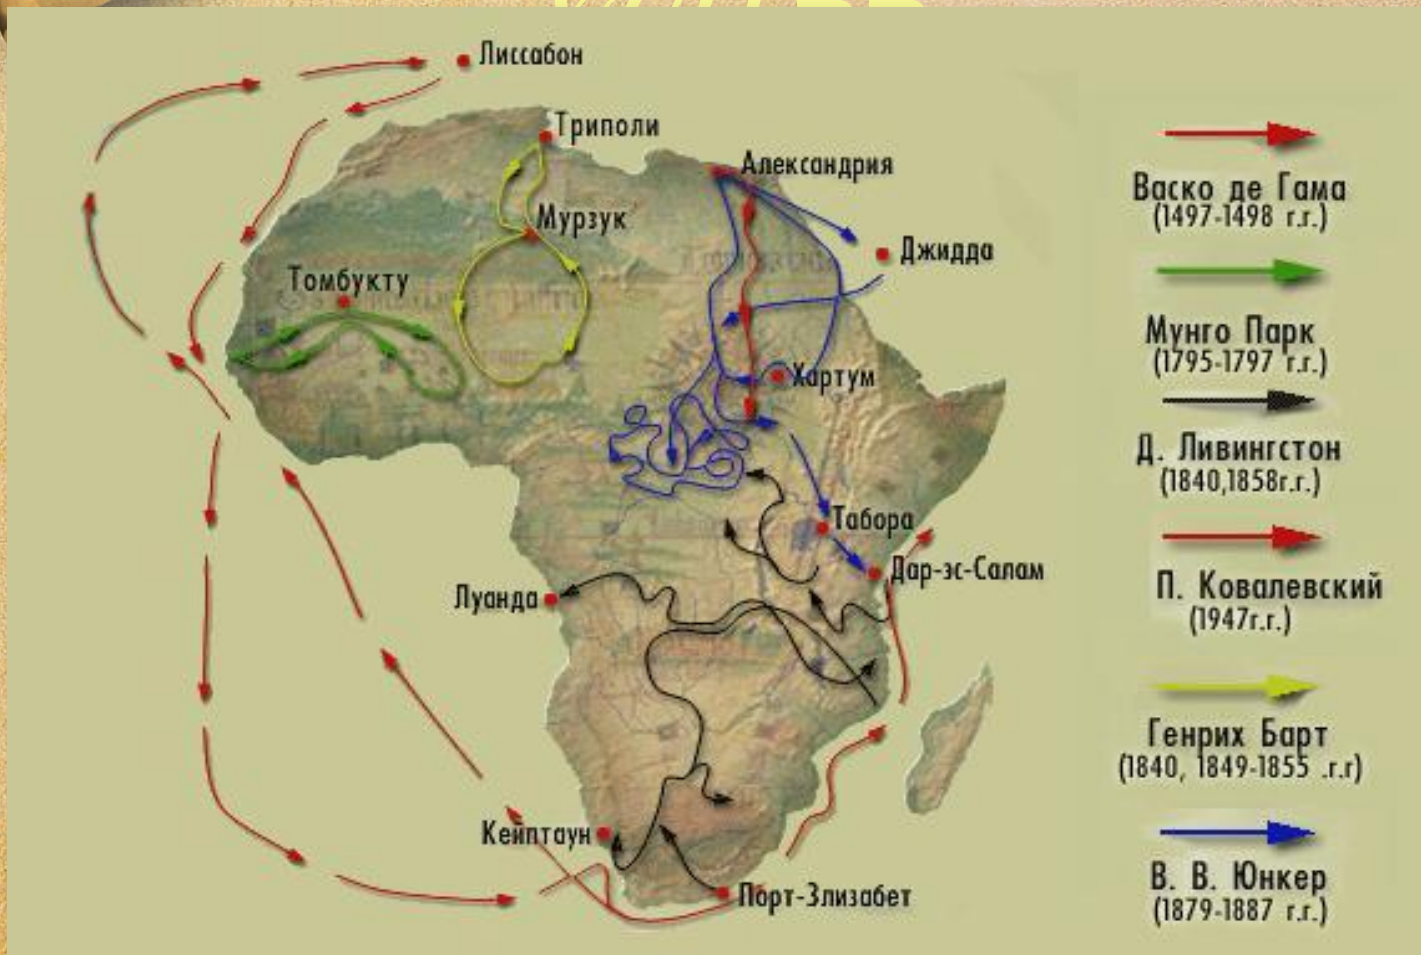 Лиссабон
Триполи
Александрия
Мурзук
Джидда
Томбукту
Хартум
Табора
Дар-эс-Салам
Луанда
Кейптаун
Порт-Злизабет
Васко де Гама
(1497-1498 г.г.)
Мунго Парк
(1795-1797 г.г.)
Д. Ливингстон
(1840,1858г.г.)
П. Ковалевский
(1947г.г.)
Генрих Барт
(1840, 1849-1855 .г.г)
В. В. Юнкер
(1879-1887 г.г.)